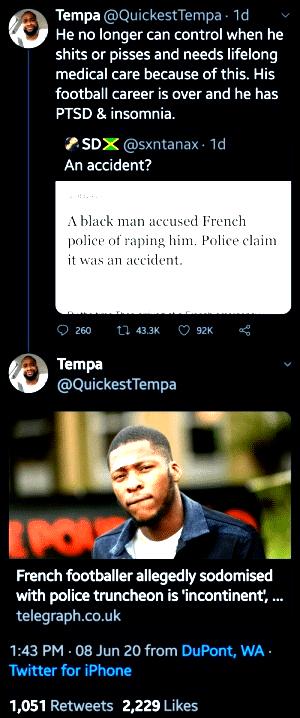 Tempa @QuickestTempa · 1d
He no longer can control when he
shits or pisses and needs lifelong
medical care because of this. His
football career is over and he has
PTSD & insomnia.
SD @sxntanax · 1d
An accident?
A black man accused French
police of raping him. Police claim
it was an accident.
260 43.3K 92K
Tempa
@QuickestTempa
French footballer allegedly sodomised
with police truncheon is 'incontinent', ...
telegraph.co.uk
1:43 PM · 08 Jun 20 from DuPont, WA ·
Twitter for iPhone
1,051 Retweets 2,229 Likes